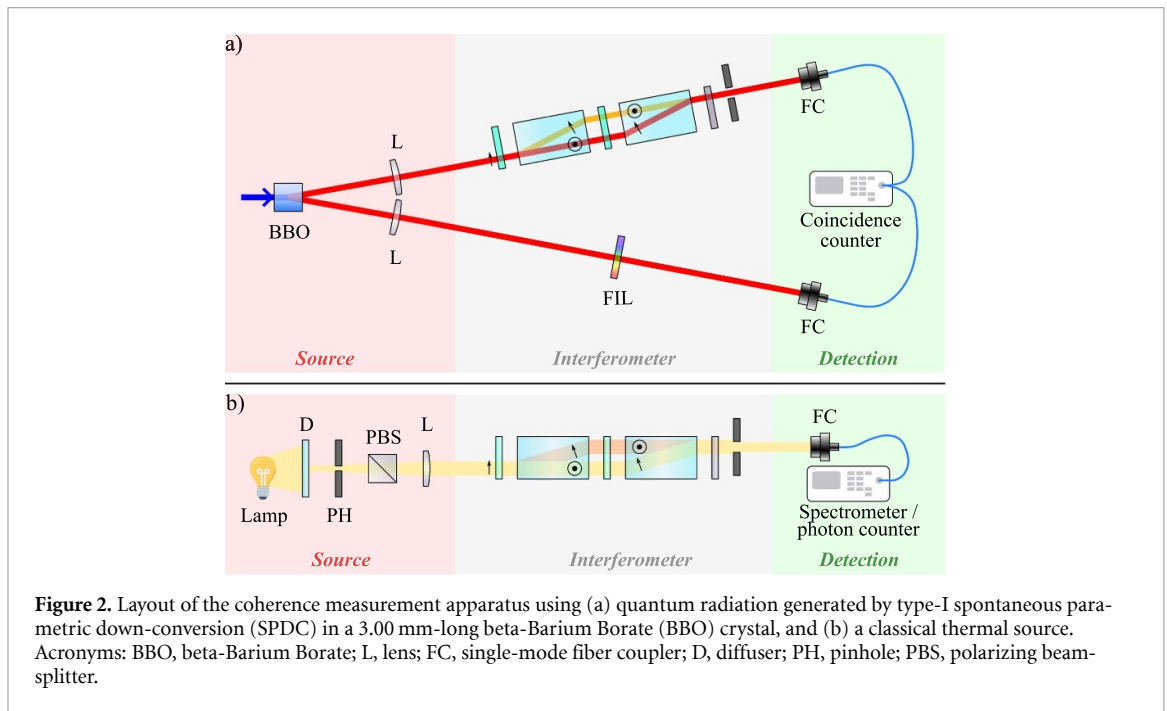 a)
L
FC
BBO
L
Coincidence
counter
FIL
FC
Source
Interferometer
Detection
b)
D
PBS
L
FC
Lamp
PH
Spectrometer /
photon counter
Source
Interferometer
Detection
Figure 2. Layout of the coherence measurement apparatus using (a) quantum radiation generated by type-I spontaneous para-
metric down-conversion (SPDC) in a 3.00 mm-long beta-Barium Borate (BBO) crystal, and (b) a classical thermal source.
Acronyms: BBO, beta-Barium Borate; L, lens; FC, single-mode fiber coupler; D, diffuser; PH, pinhole; PBS, polarizing beam-
splitter.